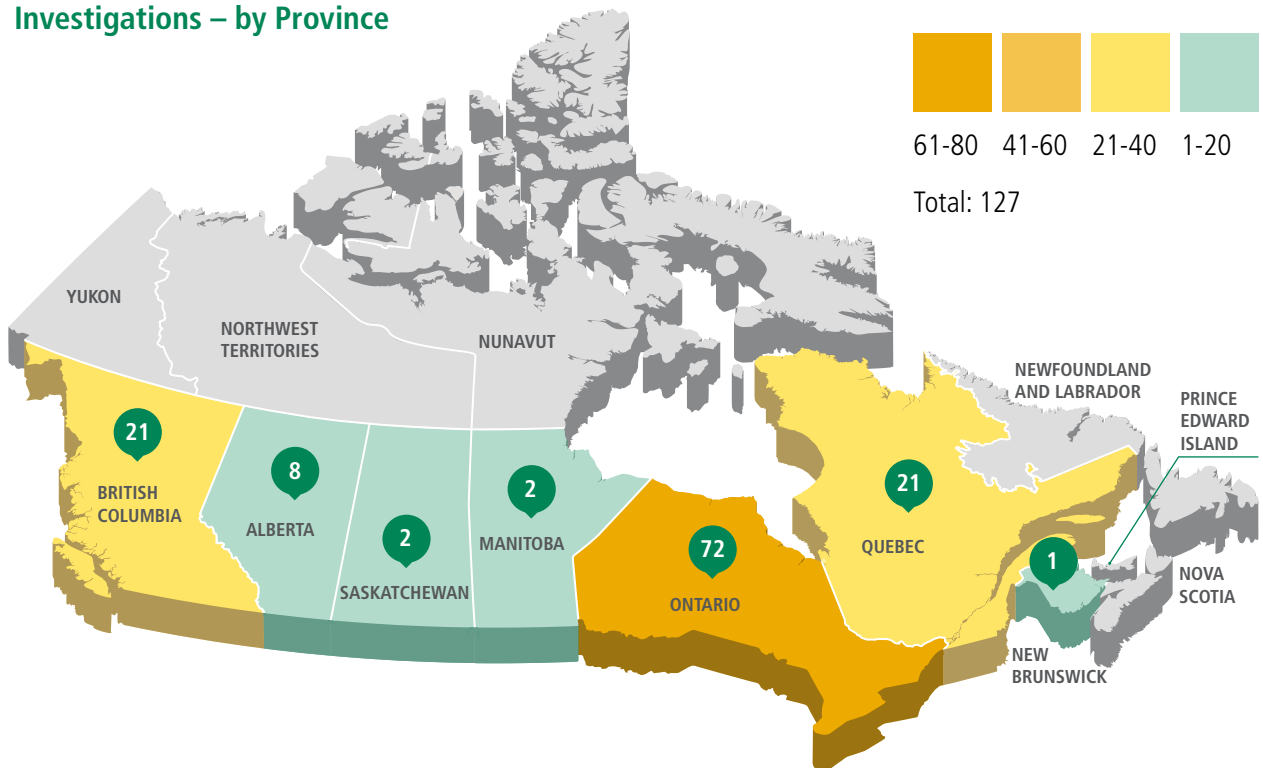 Investigations – by Province
61-80 41-60 21-40 1-20
Total: 127
YUKON
NORTHWEST
TERRITORIES
NUNAVUT
NEWFOUNDLAND
AND LABRADOR
PRINCE
EDWARD
ISLAND
21
BRITISH
COLUMBIA
8
ALBERTA
2
SASKATCHEWAN
2
MANITOBA
72
ONTARIO
21
QUEBEC
1
NOVA
SCOTIA
NEW
BRUNSWICK